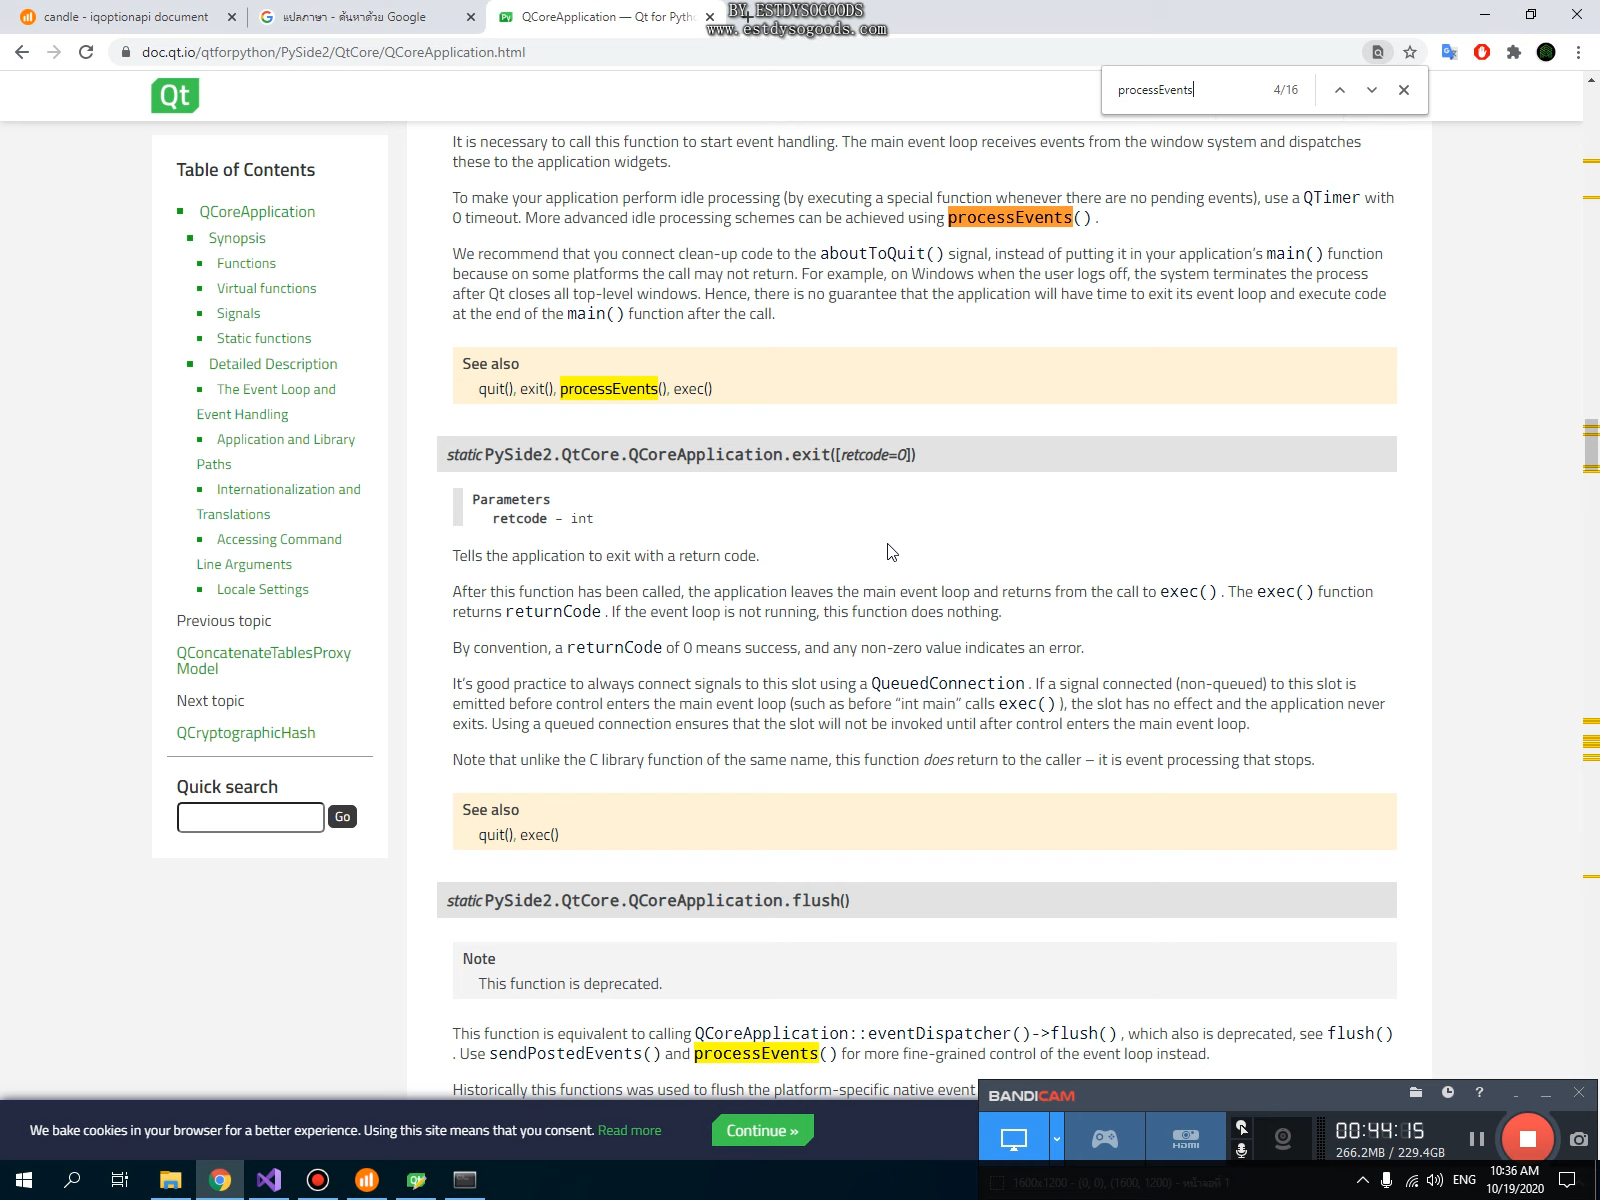 candle - iqoptionapi document
แปลภาษา - ค้นหาด้วย Google
QCoreApplication — Qt for Pytho
BY ESTDYSOGOODS
www.estdysogoods.com
doc.qt.io/qtforpython/PySide2/QtCore/QCoreApplication.html
processEvents
4/16
Qt
Table of Contents
QCoreApplication
Synopsis
Functions
Virtual functions
Signals
Static functions
Detailed Description
The Event Loop and
Event Handling
Application and Library
Paths
Internationalization and
Translations
Accessing Command
Line Arguments
Locale Settings
Previous topic
QConcatenateTablesProxy
Model
Next topic
QCryptographicHash
Quick search
Go
It is necessary to call this function to start event handling. The main event loop receives events from the window system and dispatches
these to the application widgets.
To make your application perform idle processing (by executing a special function whenever there are no pending events), use a QTimer with
0 timeout. More advanced idle processing schemes can be achieved using processEvents() .
We recommend that you connect clean-up code to the aboutToQuit() signal, instead of putting it in your application’s main() function
because on some platforms the call may not return. For example, on Windows when the user logs off, the system terminates the process
after Qt closes all top-level windows. Hence, there is no guarantee that the application will have time to exit its event loop and execute code
at the end of the main() function after the call.
See also
quit(), exit(), processEvents(), exec()
static PySide2.QtCore.QCoreApplication.exit([retcode=0])
Parameters
retcode – int
Tells the application to exit with a return code.
After this function has been called, the application leaves the main event loop and returns from the call to exec() . The exec() function
returns returnCode . If the event loop is not running, this function does nothing.
By convention, a returnCode of 0 means success, and any non-zero value indicates an error.
It’s good practice to always connect signals to this slot using a QueuedConnection . If a signal connected (non-queued) to this slot is
emitted before control enters the main event loop (such as before “int main” calls exec() ), the slot has no effect and the application never
exits. Using a queued connection ensures that the slot will not be invoked until after control enters the main event loop.
Note that unlike the C library function of the same name, this function does return to the caller – it is event processing that stops.
See also
quit(), exec()
static PySide2.QtCore.QCoreApplication.flush()
Note
This function is deprecated.
This function is equivalent to calling QCoreApplication::eventDispatcher()->flush() , which also is deprecated, see flush()
. Use sendPostedEvents() and processEvents() for more fine-grained control of the event loop instead.
Historically this functions was used to flush the platform-specific native event
We bake cookies in your browser for a better experience. Using this site means that you consent. Read more
Continue »
BANDICAM
HDMI
00:44:15
266.2MB / 229.4GB
1600x1200 - (0, 0), (1600, 1200) - หน้าจอที่ 1
ENG
10:36 AM
10/19/2020